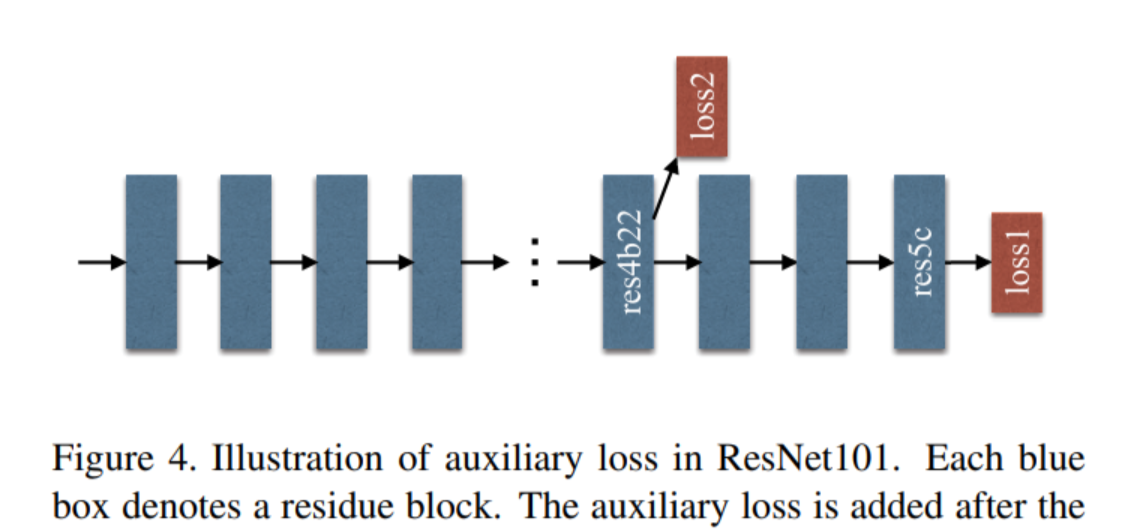 loss2
res4b22
res5c
loss1
Figure 4. Illustration of auxiliary loss in ResNet101. Each blue
box denotes a residue block. The auxiliary loss is added after the